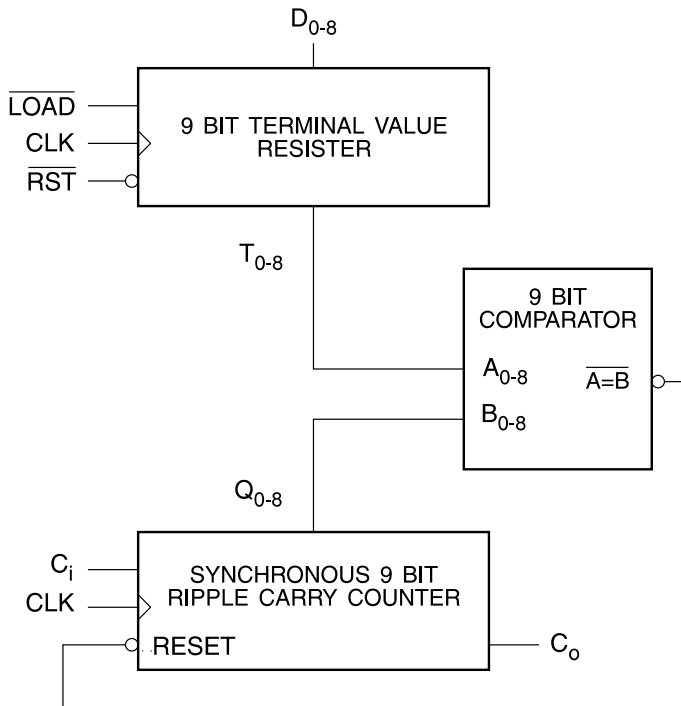 D0-8
LOAD
CLK
RST
9 BIT TERMINAL VALUE
RESISTER
T0-8
9 BIT
COMPARATOR
A0-8
A=B
B0-8
Q0-8
Ci
CLK
RESET
SYNCHRONOUS 9 BIT
RIPPLE CARRY COUNTER
Co